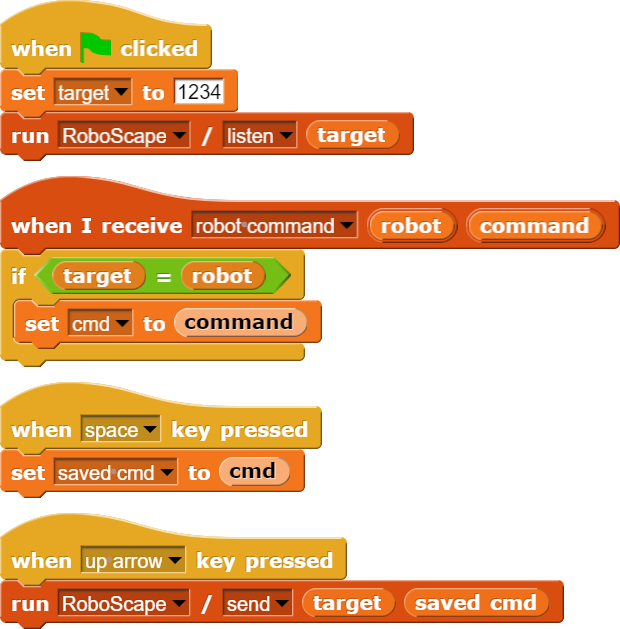 when clicked
set target to 1234
run RoboScape / listen target
when I receive robot command robot command
if target = robot
set cmd to command
when space key pressed
set saved cmd to cmd
when up arrow key pressed
run RoboScape / send target saved cmd